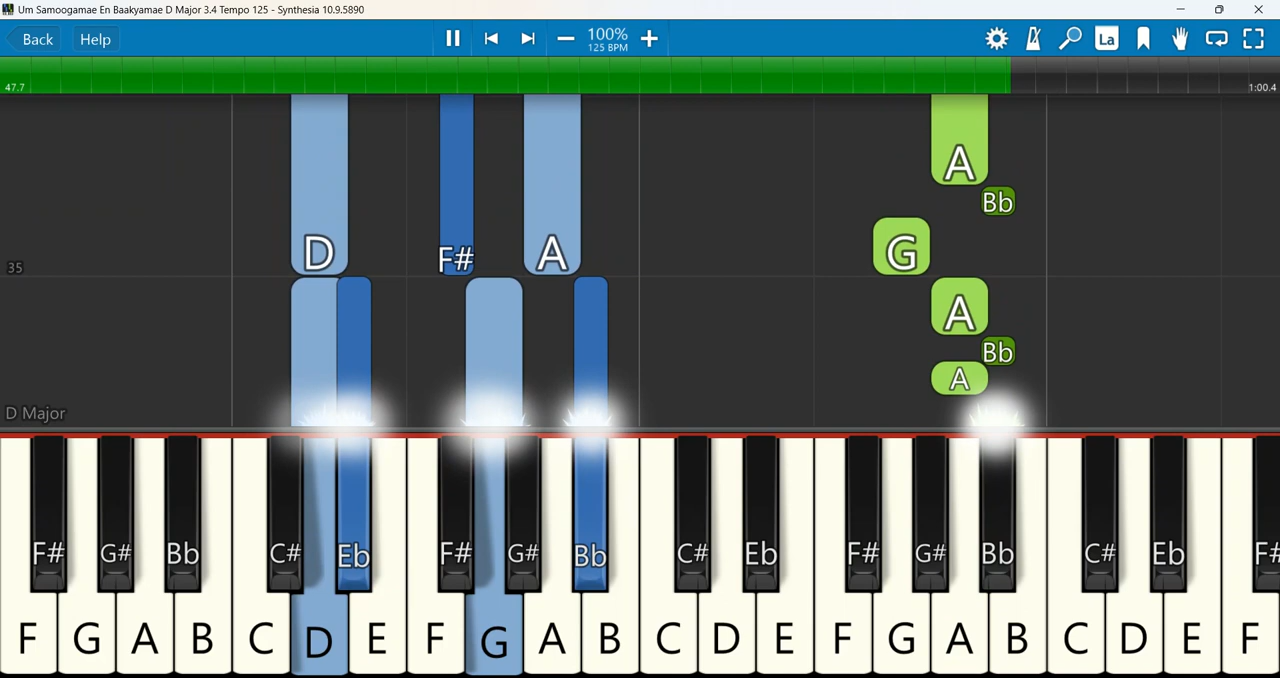 Um Samoogamae En Baakyamae D Major 3.4 Tempo 125 - Synthesia 10.9.5890
Back Help 100% La
125 BPM
47.7 1:00.4
A
Bb
D F# A G
35
A
Bb
A
D Major
F# G# Bb C# Eb F# G# Bb C# Eb F# G# Bb C# Eb F#
F G A B C D E F G A B C D E F G A B C D E F